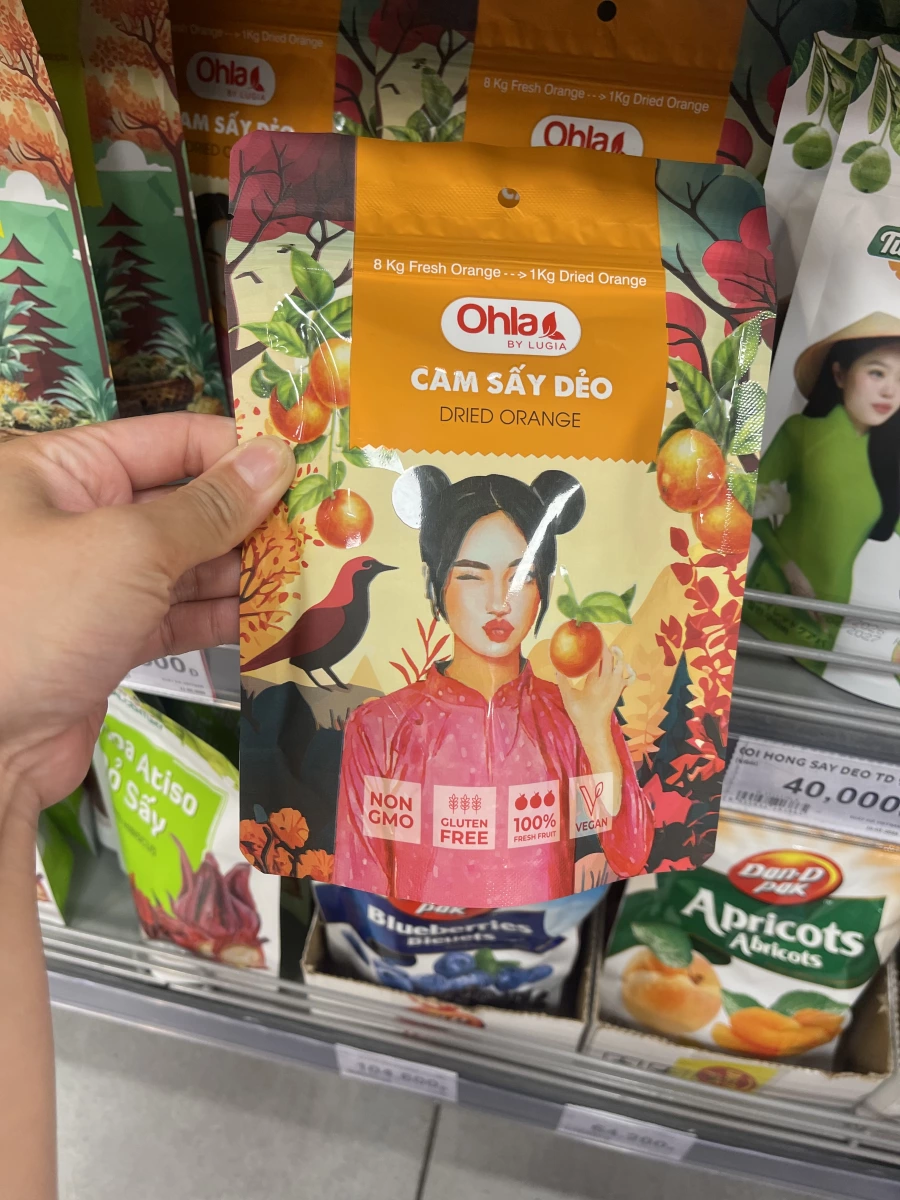 1Kg Dried Orange
Ohla
BY LUGIA
8 Kg Fresh Orange --->1Kg Dried Orange
Ohla
8 Kg Fresh Orange --->1Kg Dried Orange
Ohla
BY LUGIA
CAM SẤY DẺO
DRIED ORANGE
NON
GMO
GLUTEN
FREE
100%
FRESH FRUIT
VEGAN
Atiso
Sấy
40,000
Blueberries
Bleuets
Dan-D
pak
Apricots
Abricots